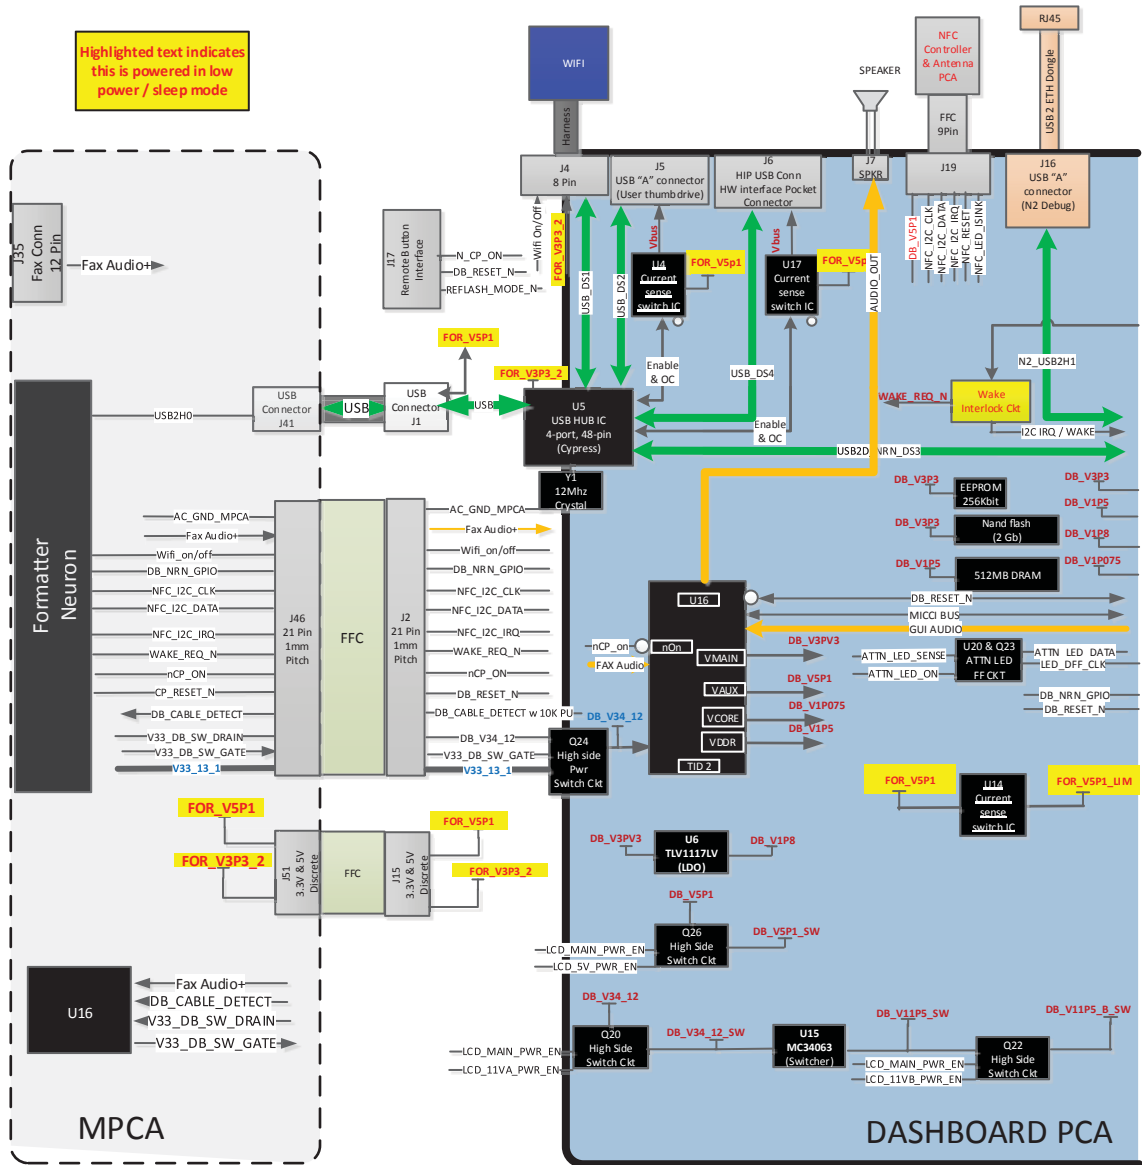 Highlighted text indicates
this is powered in low
power / sleep mode
WIFI
Harness
SPEAKER
NFC
Controller
& Antenna
PCA
FFC
9Pin
RJ45
USB 2 ETH Dongle
J4
8 Pin
J5
USB “A” connector
(User thumbdrive)
J6
HIP USB Conn
HW interface Pocket
Connector
J7
SPKR
J19
J16
USB “A”
connector
(N2 Debug)
J35
Fax Conn
12 Pin
Fax Audio+
J17
Remote Button
Interface
N_CP_ON
DB_RESET_N
REFLASH_MODE_N
Wifi On/Off
FOR_V3P3_2
USB_DS1
USB_DS2
Vbus
U4
Current
sense
switch IC
FOR_V5p1
Vbus
U17
Current
sense
switch IC
FOR_V5p
AUDIO_OUT
DB_V5P1
NFC_I2C_CLK
NFC_I2C_DATA
NFC_I2C_IRQ
NFC_RESET
NFC_LED_ISINK
N2_USB2H1
FOR_V5P1
FOR_V3P3_2
Enable
& OC
USB_DS4
Enable
& OC
WAKE_REQ_N
Wake
Interlock Ckt
I2C IRQ / WAKE
USB2H0
USB
Connector
J41
USB
USB
Connector
J1
USB
U5
USB HUB IC
4-port, 48-pin
(Cypress)
USB2D_NRN_DS3
Y1
12Mhz
Crystal
DB_V3P3
EEPROM
256Kbit
DB_V3P3
DB_V1P5
DB_V3P3
Nand flash
(2 Gb)
DB_V1P8
DB_V1P5
512MB DRAM
DB_V1P075
Formatter
Neuron
AC_GND_MPCA
Fax Audio+
Wifi_on/off
DB_NRN_GPIO
NFC_I2C_CLK
NFC_I2C_DATA
NFC_I2C_IRQ
WAKE_REQ_N
nCP_ON
CP_RESET_N
DB_CABLE_DETECT
V33_DB_SW_DRAIN
V33_DB_SW_GATE
V33_13_1
J46
21 Pin
1mm
Pitch
FFC
J2
21 Pin
1mm
Pitch
AC_GND_MPCA
Fax Audio+
Wifi_on/off
DB_NRN_GPIO
NFC_I2C_CLK
NFC_I2C_DATA
NFC_I2C_IRQ
WAKE_REQ_N
nCP_ON
DB_RESET_N
DB_CABLE_DETECT w 10K PU
DB_V34_12
V33_DB_SW_GATE
V33_13_1
DB_V34_12
Q24
High side
Pwr
Switch Ckt
U16
nCP_on
nOn
FAX Audio
VMAIN
VAUX
VCORE
VDDR
TID 2
DB_V3PV3
DB_V5P1
DB_V1P075
DB_V1P5
DB_RESET_N
MICCI BUS
GUI AUDIO
ATTN_LED_SENSE
ATTN_LED_ON
U20 & Q23
ATTN LED
FF CKT
ATTN_LED_DATA
LED_DFF_CLK
DB_NRN_GPIO
DB_RESET_N
FOR_V5P1
U14
Current
sense
switch IC
FOR_V5P1_LIM
FOR_V5P1
FOR_V3P3_2
J51
3.3V & 5V
Discrete
FFC
J15
3.3V & 5V
Discrete
FOR_V5P1
FOR_V3P3_2
DB_V3PV3
U6
TLV1117LV
(LDO)
DB_V1P8
DB_V5P1
LCD_MAIN_PWR_EN
LCD_5V_PWR_EN
Q26
High Side
Switch Ckt
DB_V5P1_SW
U16
Fax Audio+
DB_CABLE_DETECT
V33_DB_SW_DRAIN
V33_DB_SW_GATE
DB_V34_12
LCD_MAIN_PWR_EN
LCD_11VA_PWR_EN
Q20
High Side
Switch Ckt
DB_V34_12_SW
U15
MC34063
(Switcher)
DB_V11P5_SW
LCD_MAIN_PWR_EN
LCD_11VB_PWR_EN
Q22
High Side
Switch Ckt
DB_V11P5_B_SW
MPCA
DASHBOARD PCA